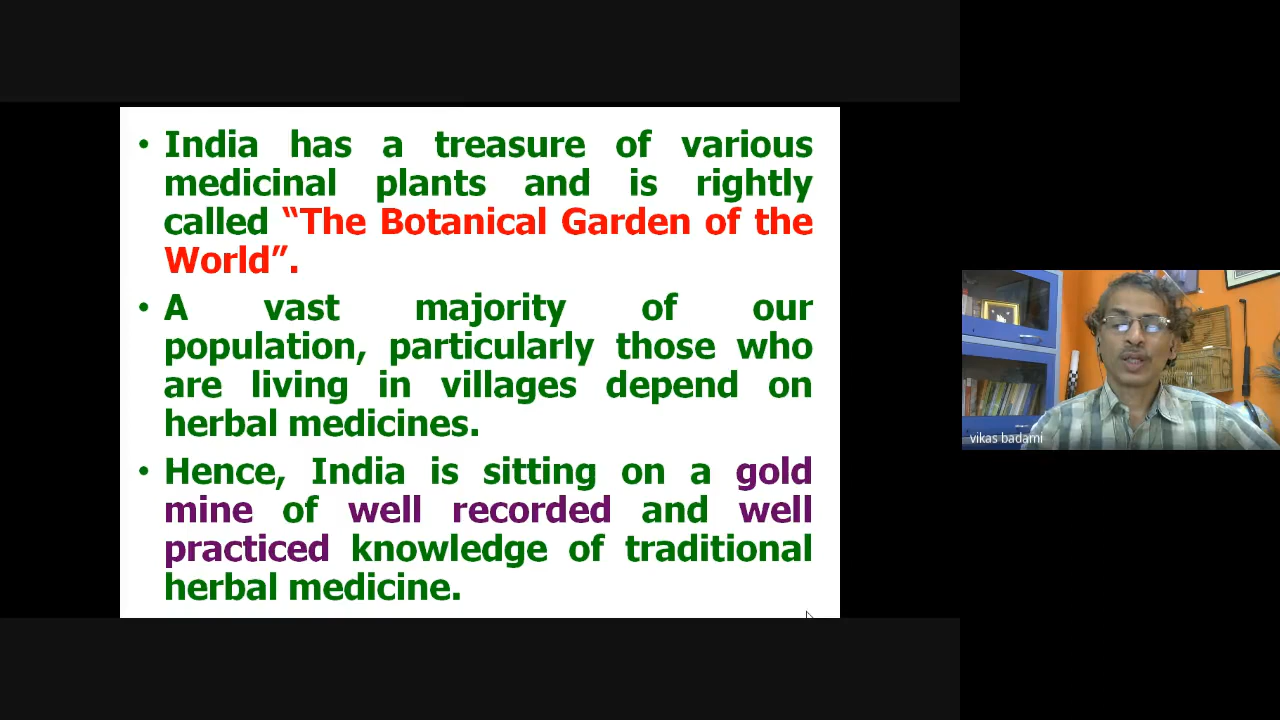 • India has a treasure of various
medicinal plants and is rightly
called “The Botanical Garden of the
World”.
• A vast majority of our
population, particularly those who
are living in villages depend on
herbal medicines.
• Hence, India is sitting on a gold
mine of well recorded and well
practiced knowledge of traditional
herbal medicine.
vikas badami